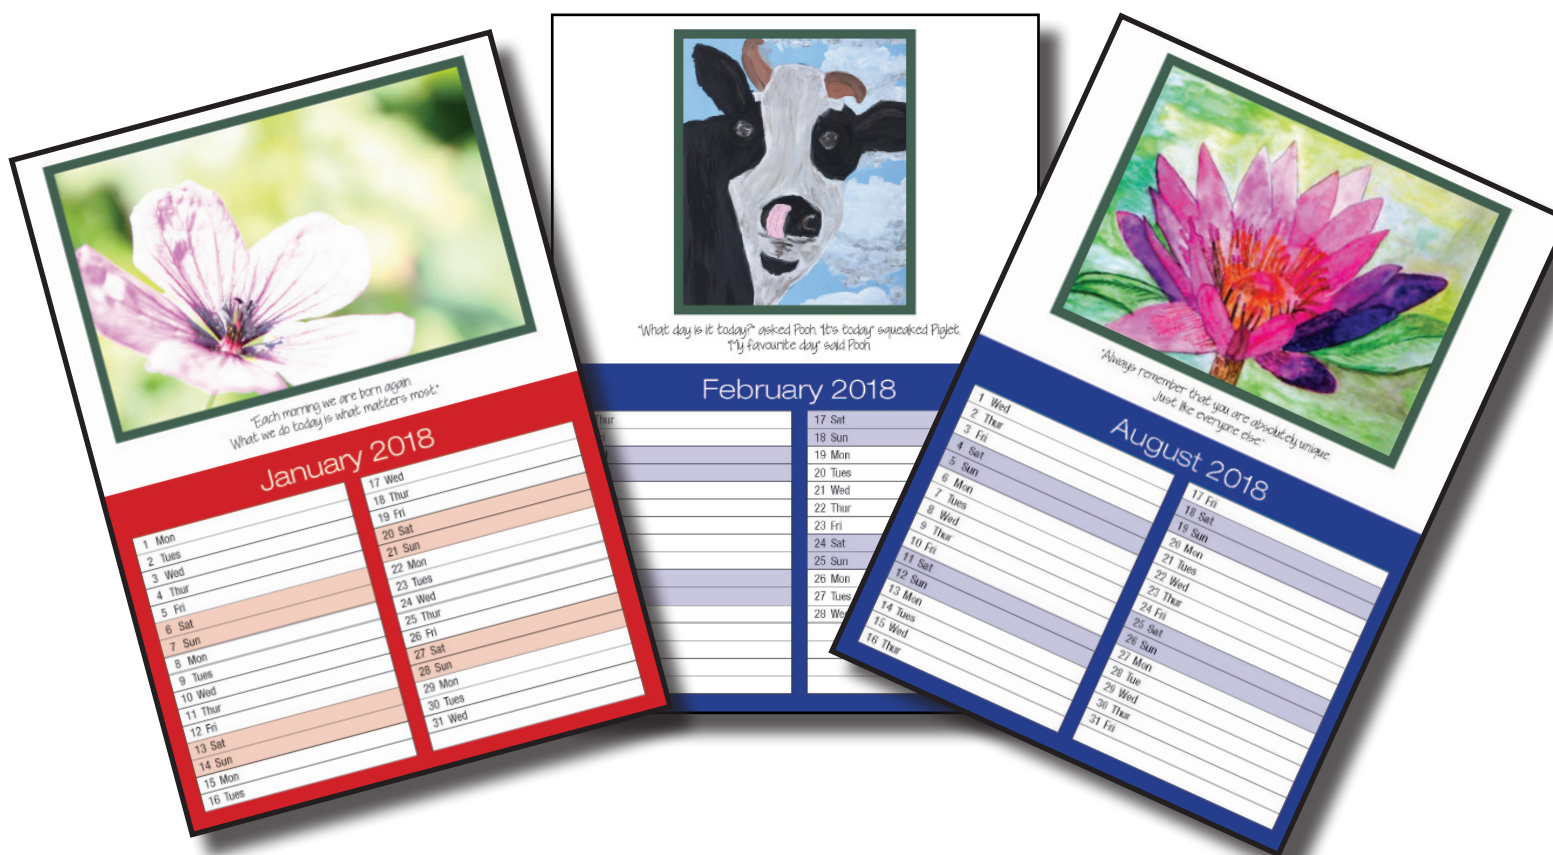 "Each morning we are born again.
What we do today is what matters most."
January 2018
1 Mon
2 Tues
3 Wed
4 Thur
5 Fri
6 Sat
7 Sun
8 Mon
9 Tues
10 Wed
11 Thur
12 Fri
13 Sat
14 Sun
15 Mon
16 Tues
17 Wed
18 Thur
19 Fri
20 Sat
21 Sun
22 Mon
23 Tues
24 Wed
25 Thur
26 Fri
27 Sat
28 Sun
29 Mon
30 Tues
31 Wed
"What day is it today?" asked Pooh. "It's today" squeaked Piglet.
"My favourite day" said Pooh.
February 2018
Thur
17 Sat
18 Sun
19 Mon
20 Tues
21 Wed
22 Thur
23 Fri
24 Sat
25 Sun
26 Mon
27 Tues
28 We
"Always remember that you are absolutely unique.
Just like everyone else."
August 2018
1 Wed
2 Thur
3 Fri
4 Sat
5 Sun
6 Mon
7 Tues
8 Wed
9 Thur
10 Fri
11 Sat
12 Sun
13 Mon
14 Tues
15 Wed
16 Thur
17 Fri
18 Sat
19 Sun
20 Mon
21 Tues
22 Wed
23 Thur
24 Fri
25 Sat
26 Sun
27 Mon
28 Tue
29 Wed
30 Thur
31 Fri